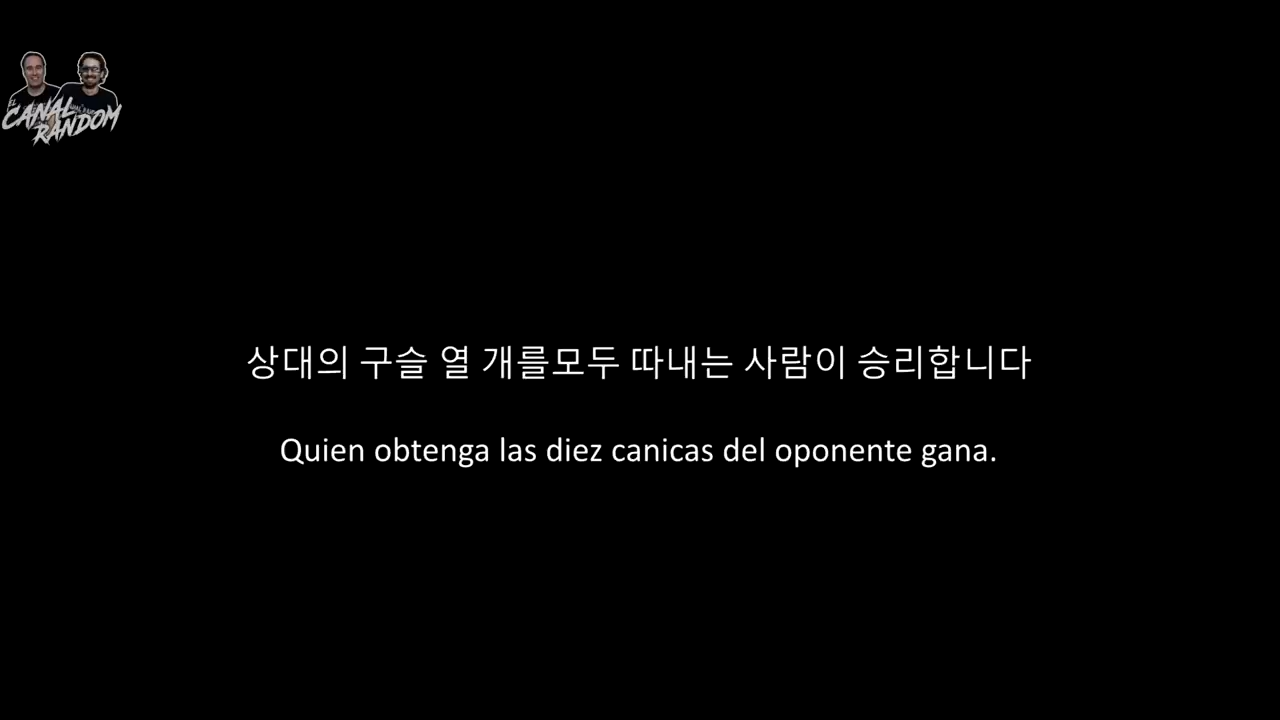 EL
CANAL
RANDOM
상대의 구슬 열 개를모두 따내는 사람이 승리합니다
Quien obtenga las diez canicas del oponente gana.